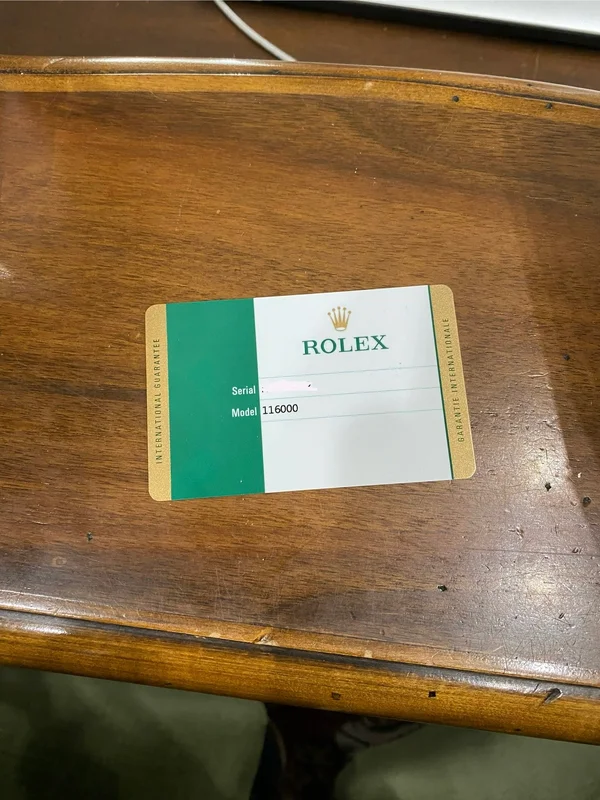 INTERNATIONAL GUARANTEE
ROLEX
Serial
Model 116000
GARANTIE INTERNATIONALE